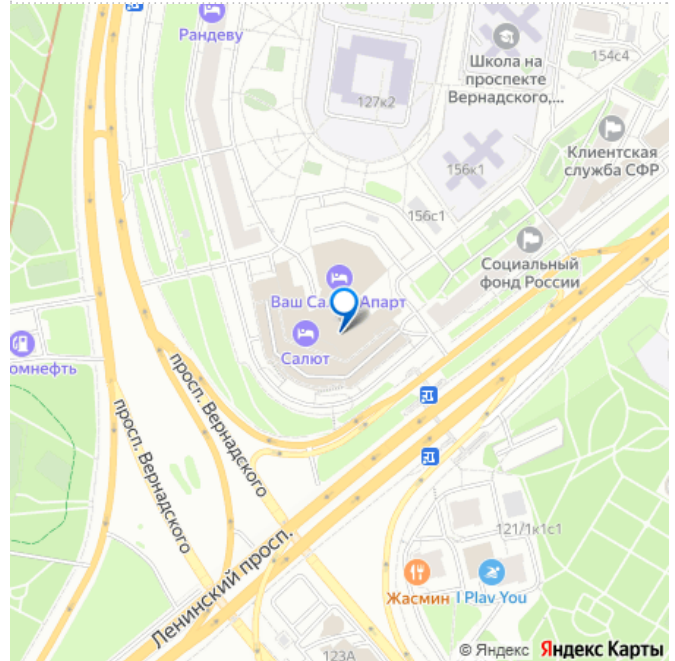 Рандеву
154с4
Школа на
проспекте
Вернадского,...
127к2
Клиентская
служба СФР
156к1
156с1
Социальный
фонд России
Ваш Са
Апарт
Салют
омнефть
просп. Вернадского
просп. Вернадского
Ленинский просп.
121/1к1с1
Жасмин
I Play You
123А
© Яндекс Яндекс Карты